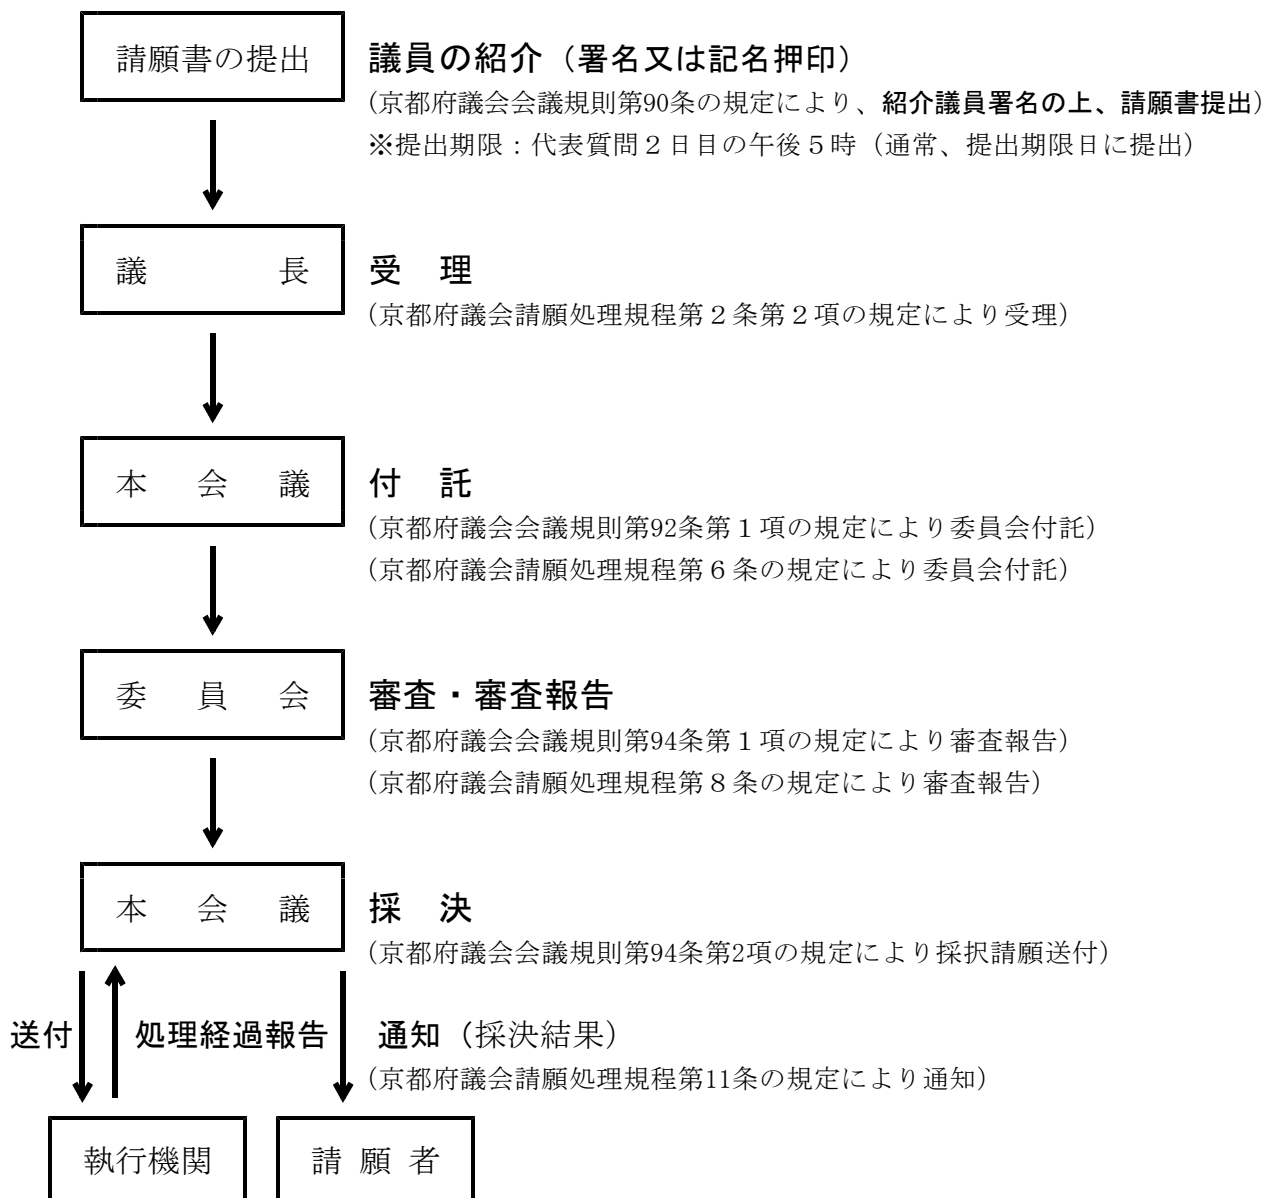 請願書の提出 議員の紹介（署名又は記名押印）
(京都府議会会議規則第90条の規定により、紹介議員署名の上、請願書提出)
※提出期限：代表質問２日目の午後５時（通常、提出期限日に提出）
議長 受理
(京都府議会請願処理規程第２条第２項の規定により受理)
本会議 付託
(京都府議会会議規則第92条第１項の規定により委員会付託)
(京都府議会請願処理規程第６条の規定により委員会付託)
委員会 審査・審査報告
(京都府議会会議規則第94条第１項の規定により審査報告)
(京都府議会請願処理規程第８条の規定により審査報告)
本会議 採決
(京都府議会会議規則第94条第2項の規定により採択請願送付)
送付 処理経過報告 通知（採決結果）
(京都府議会請願処理規程第11条の規定により通知)
執行機関 請願者